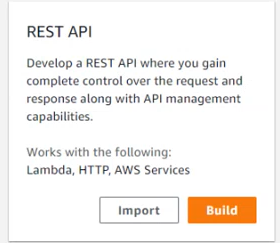 REST API
Develop a REST API where you gain
complete control over the request and
response along with API management
capabilities.
Works with the following:
Lambda, HTTP, AWS Services
Import
Build